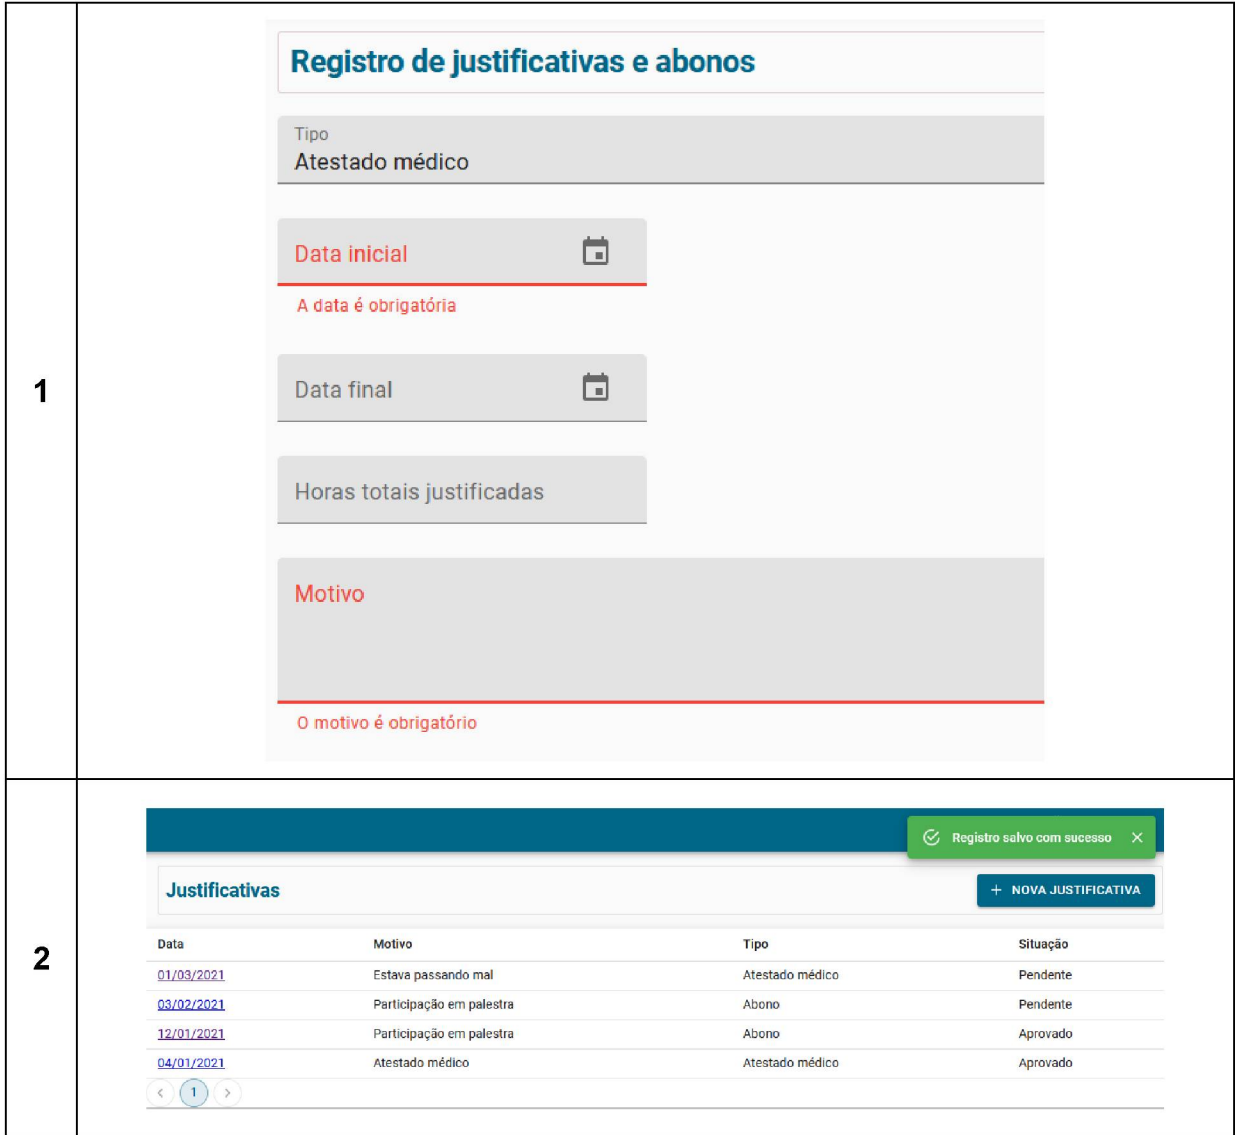 1
Registro de justificativas e abonos
Tipo
Atestado médico
Data inicial
A data é obrigatória
Data final
Horas totais justificadas
Motivo
O motivo é obrigatório
2
Registro salvo com sucesso
Justificativas
+ NOVA JUSTIFICATIVA
Data Motivo Tipo Situação
01/03/2021 Estava passando mal Atestado médico Pendente
03/02/2021 Participação em palestra Abono Pendente
12/01/2021 Participação em palestra Abono Aprovado
04/01/2021 Atestado médico Atestado médico Aprovado
< 1 >